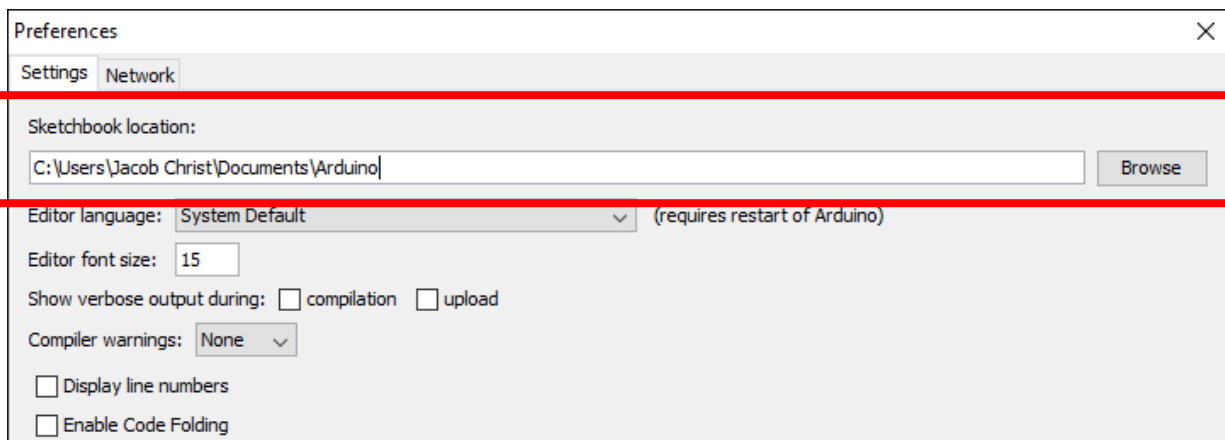 Preferences
Settings Network
Sketchbook location:
C:\Users\Jacob Christ\Documents\Arduino Browse
Editor language: System Default (requires restart of Arduino)
Editor font size: 15
Show verbose output during: compilation upload
Compiler warnings: None
Display line numbers
Enable Code Folding